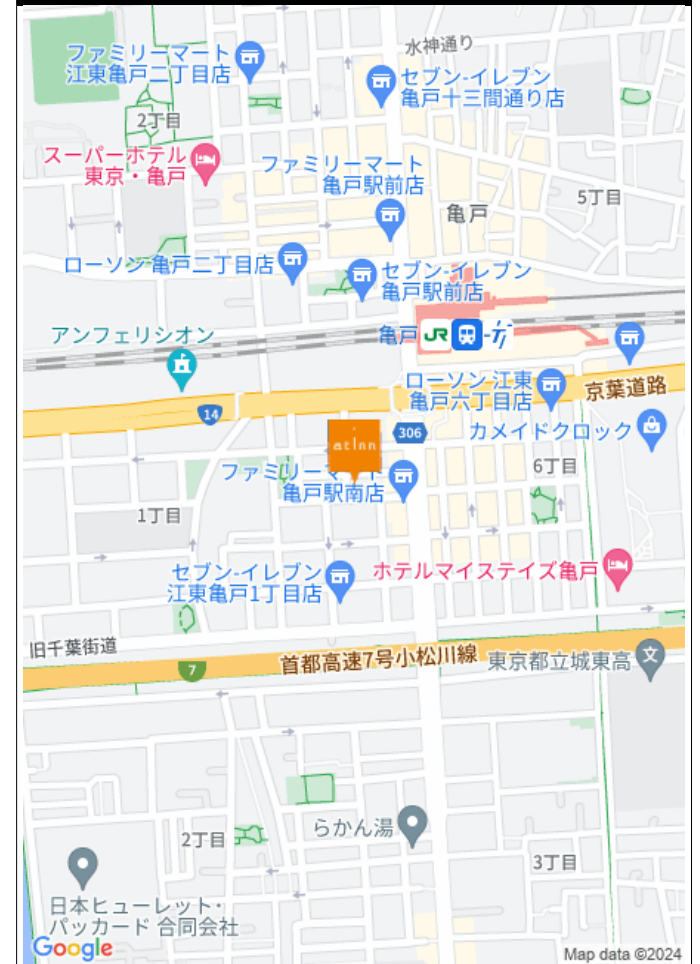 水神通り
ファミリーマート
江東亀戸二丁目店
セブン-イレブン
亀戸十三間通り店
2丁目
スーパーホテル
東京・亀戸
ファミリーマート
亀戸駅前店
5丁目
亀戸
ローソン 亀戸二丁目店
セブン-イレブン
亀戸駅前店
アンフェリシオン
亀戸
JR
ローソン 江東
亀戸六丁目店
京葉道路
14
カメイドクロック
306
at Inn
ファミリーマート
亀戸駅南店
6丁目
1丁目
セブン-イレブン
江東亀戸1丁目店
ホテルマイステイズ亀戸
旧千葉街道
首都高速7号小松川線
7
東京都立城東高
文
らかん湯
2丁目
3丁目
日本ヒューレット・
パッカード 合同会社
Google
Map data ©2024